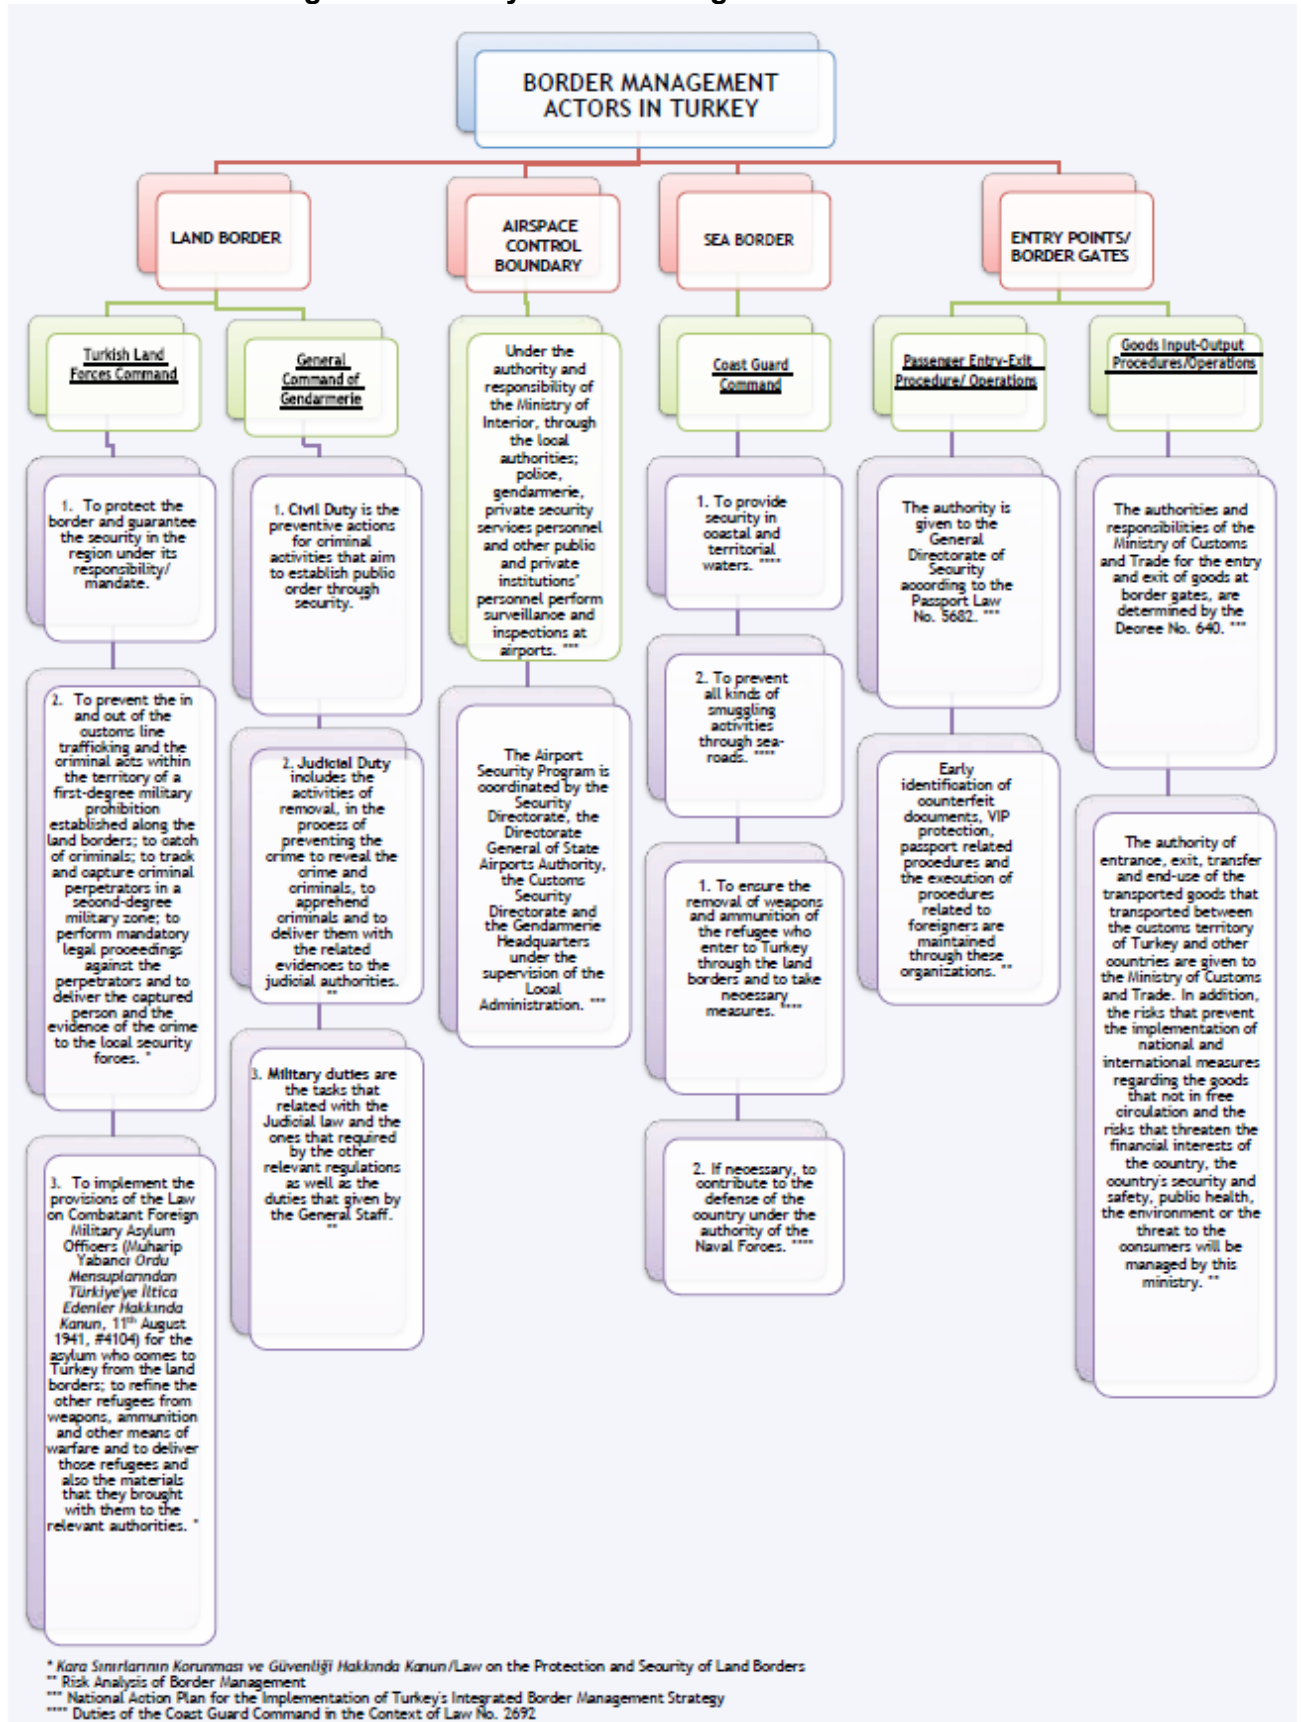 BORDER MANAGEMENT
ACTORS IN TURKEY
LAND BORDER
AIRSPACE
CONTROL
BOUNDARY
SEA BORDER
ENTRY POINTS/
BORDER GATES
Turkish Land
Forces Command
General
Command of
Gendarmerie
Under the
authority and
responsibility of
the Ministry of
Interior, through
the local
authorities;
police,
gendarmerie,
private security
services personnel
and other public
and private
institutions'
personnel perform
surveillance and
inspections at
airports. ***
Coast Guard
Command
Passenger Entry-Exit
Procedure/ Operations
Goods Input-Output
Procedures/Operations
1. To protect the
border and guarantee
the security in the
region under its
responsibility/
mandate. *
1. Civil Duty is the
preventive actions
for criminal
activities that aim
to establish public
order through
security. **
1. To provide
security in
coastal and
territorial
waters. ****
The authority is
given to the
General
Directorate of
Security
according to the
Passport Law
No. 5682. ***
The authorities and
responsibilities of the
Ministry of Customs
and Trade for the entry
and exit of goods at
border gates, are
determined by the
Decree No. 640. ***
2. To prevent the in
and out of the
customs line
trafficking and the
criminal acts within
the territory of a
first-degree military
prohibition
established along the
land borders; to catch
of criminals; to track
and capture criminal
perpetrators in a
second-degree
military zone; to
perform mandatory
legal proceedings
against the
perpetrators and to
deliver the captured
person and the
evidence of the crime
to the local security
forces. *
2. Judicial Duty
includes the
activities of
removal, in the
process of
preventing the
crime to reveal the
crime and
criminals, to
apprehend
criminals and to
deliver them with
the related
evidences to the
judicial authorities.
**
The Airport
Security Program is
coordinated by the
Security
Directorate, the
Directorate
General of State
Airports Authority,
the Customs
Security
Directorate and
the Gendarmerie
Headquarters
under the
supervision of the
Local
Administration. ***
2. To prevent
all kinds of
smuggling
activities
through sea-
roads. ****
Early
identification of
counterfeit
documents, VIP
protection,
passport related
procedures and
the execution of
procedures
related to
foreigners are
maintained
through these
organizations. **
The authority of
entrance, exit, transfer
and end-use of the
transported goods that
transported between
the customs territory
of Turkey and other
countries are given to
the Ministry of Customs
and Trade. In addition,
the risks that prevent
the implementation of
national and
international measures
regarding the goods
that not in free
circulation and the
risks that threaten the
financial interests of
the country, the
country's security and
safety, public health,
the environment or the
threat to the
consumers will be
managed by this
ministry. **
1. To ensure the
removal of weapons
and ammunition of
the refugee who
enter to Turkey
through the land
borders and to take
necessary
measures. ****
3. Military duties are
the tasks that
related with the
Judicial law and the
ones that required
by the other
relevant regulations
as well as the
duties that given by
the General Staff.
**
2. If necessary, to
contribute to the
defense of the
country under the
authority of the
Naval Forces. ****
3. To implement the
provisions of the Law
on Combatant Foreign
Military Asylum
Officers (Muharip
Yabancı Ordu
Mensuplarından
Türkiye'ye İltica
Edenler Hakkında
Kanun, 11th August
1941, #4104) for the
asylum who comes to
Turkey from the land
borders; to refine the
other refugees from
weapons, ammunition
and other means of
warfare and to deliver
those refugees and
also the materials
that they brought
with them to the
relevant authorities. *
* Kara Sınırlarının Korunması ve Güvenliği Hakkında Kanun/Law on the Protection and Security of Land Borders
** Risk Analysis of Border Management
*** National Action Plan for the Implementation of Turkey's Integrated Border Management Strategy
**** Duties of the Coast Guard Command in the Context of Law No. 2692